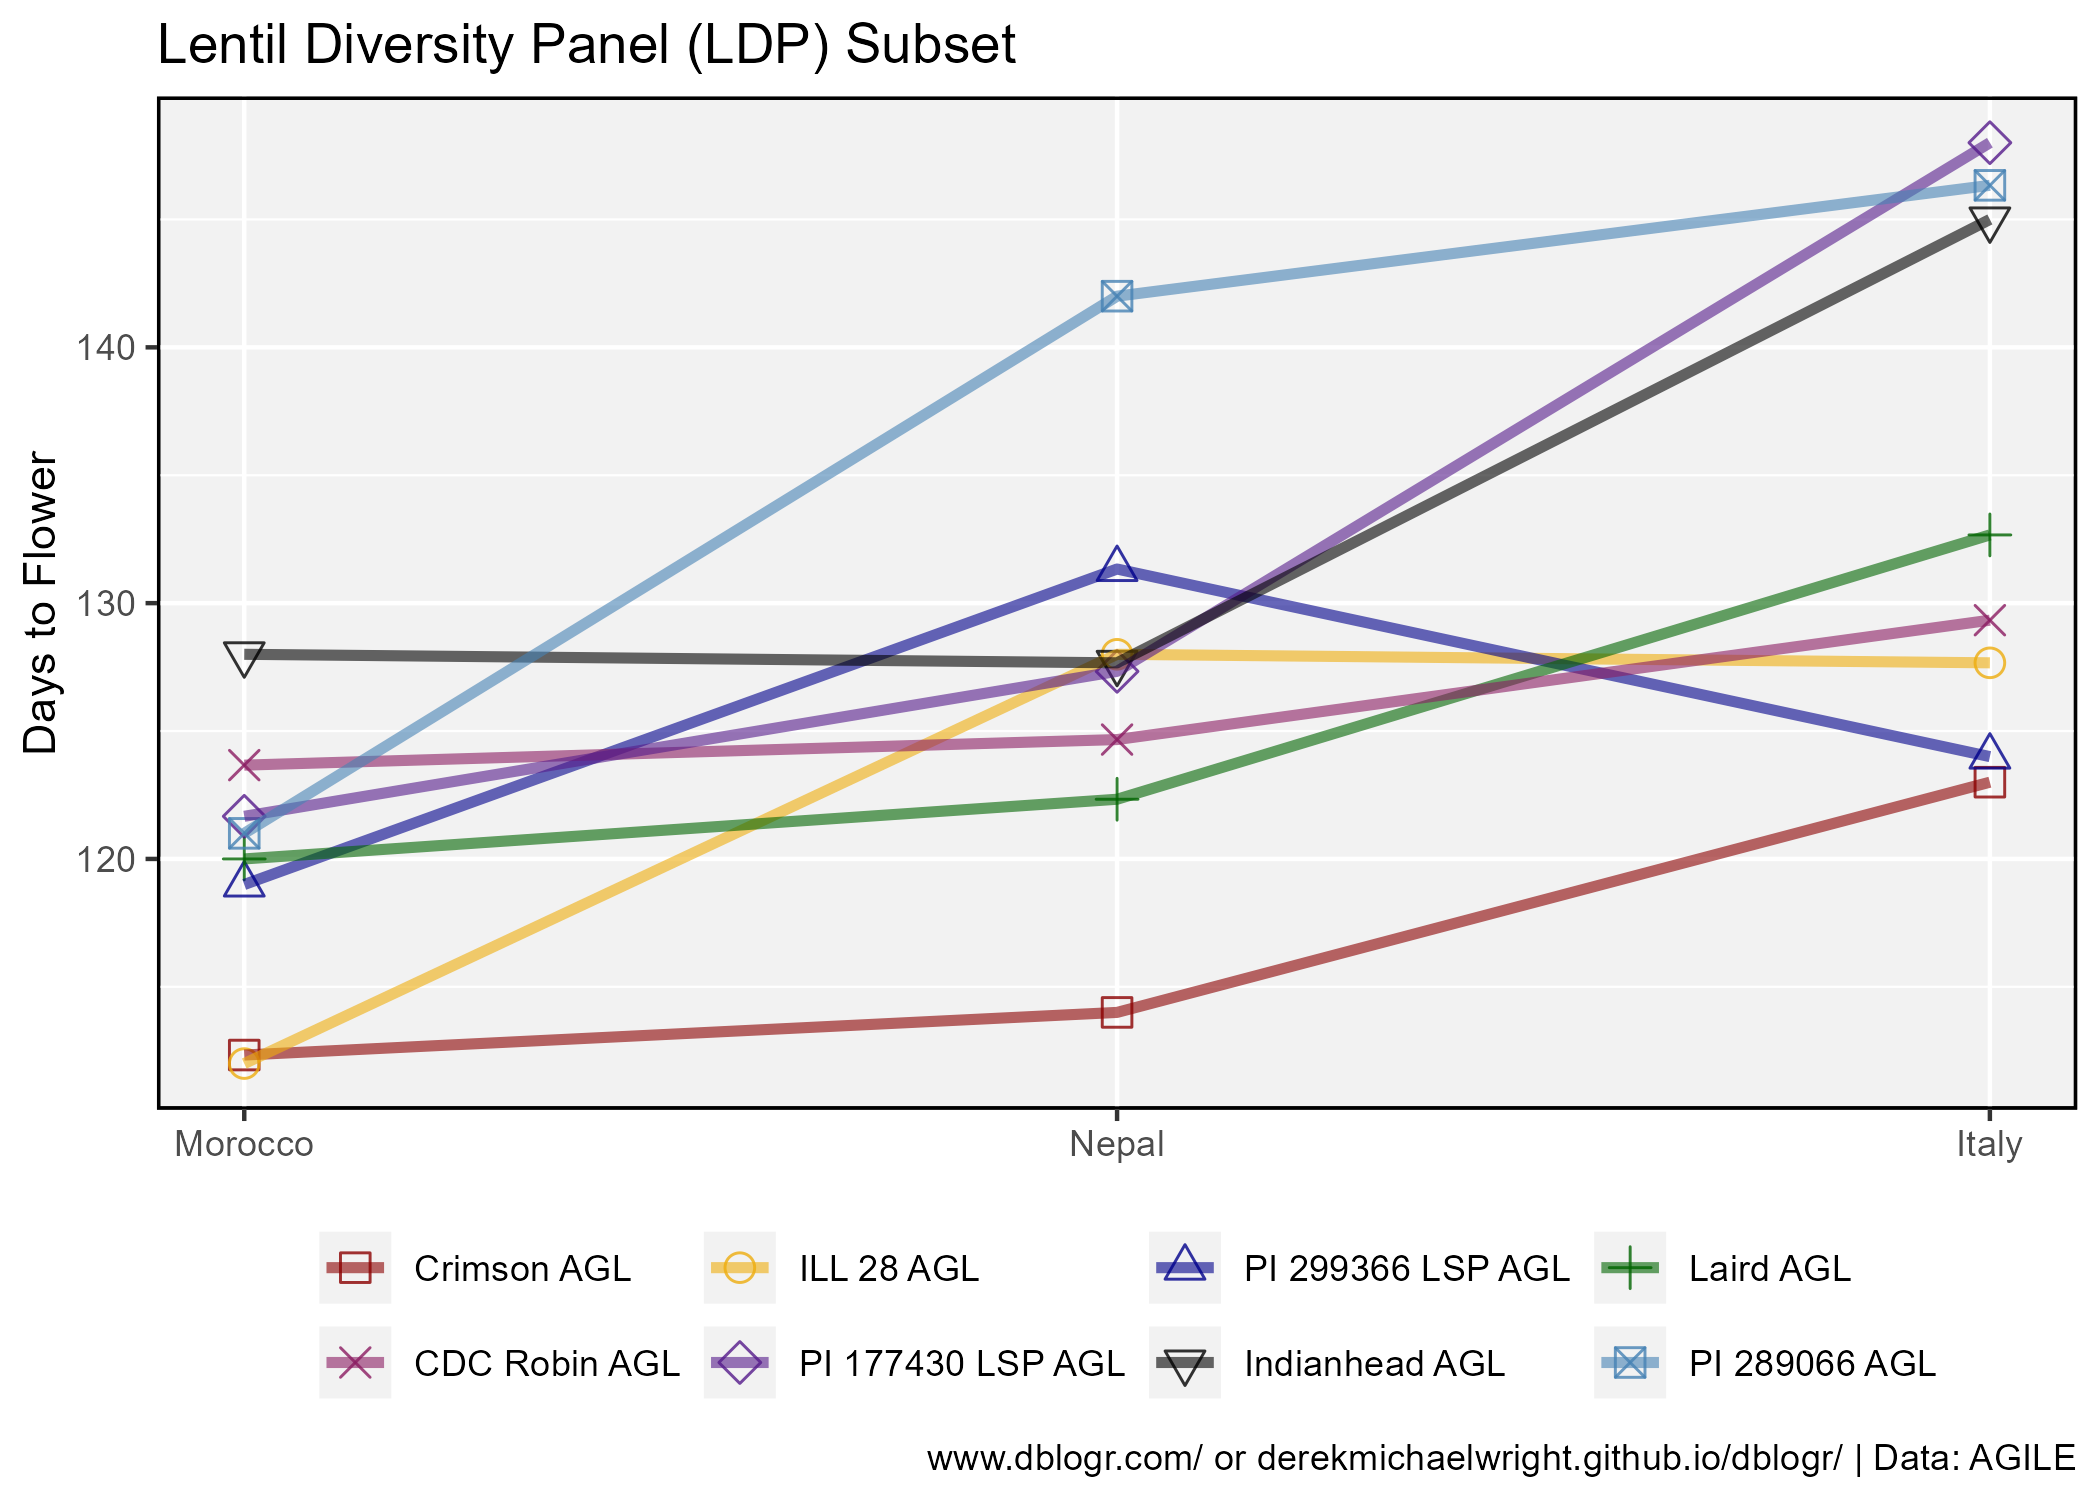 Lentil Diversity Panel (LDP) Subset
Days to Flower
140
130
120
Morocco Nepal Italy
Crimson AGL ILL 28 AGL PI 299366 LSP AGL Laird AGL
CDC Robin AGL PI 177430 LSP AGL Indianhead AGL PI 289066 AGL
www.dblogr.com/ or derekmichaelwright.github.io/dblogr/ | Data: AGILE